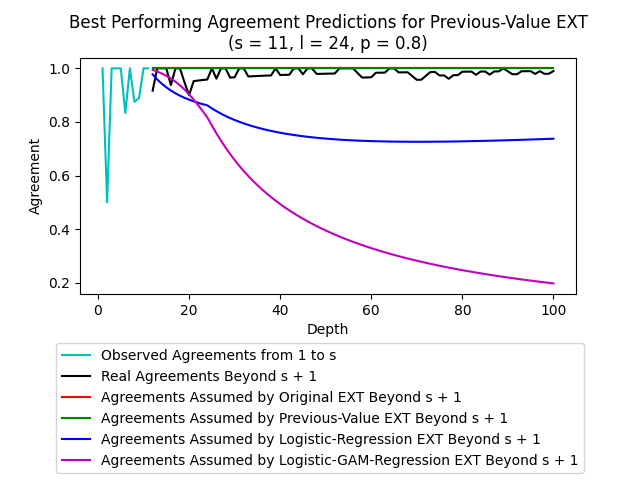 Best Performing Agreement Predictions for Previous-Value EXT
(s = 11, l = 24, p = 0.8)
1.0
0.8
0.6
0.4
0.2
Agreement
0 20 40 60 80 100
Depth
Observed Agreements from 1 to s
Real Agreements Beyond s + 1
Agreements Assumed by Original EXT Beyond s + 1
Agreements Assumed by Previous-Value EXT Beyond s + 1
Agreements Assumed by Logistic-Regression EXT Beyond s + 1
Agreements Assumed by Logistic-GAM-Regression EXT Beyond s + 1